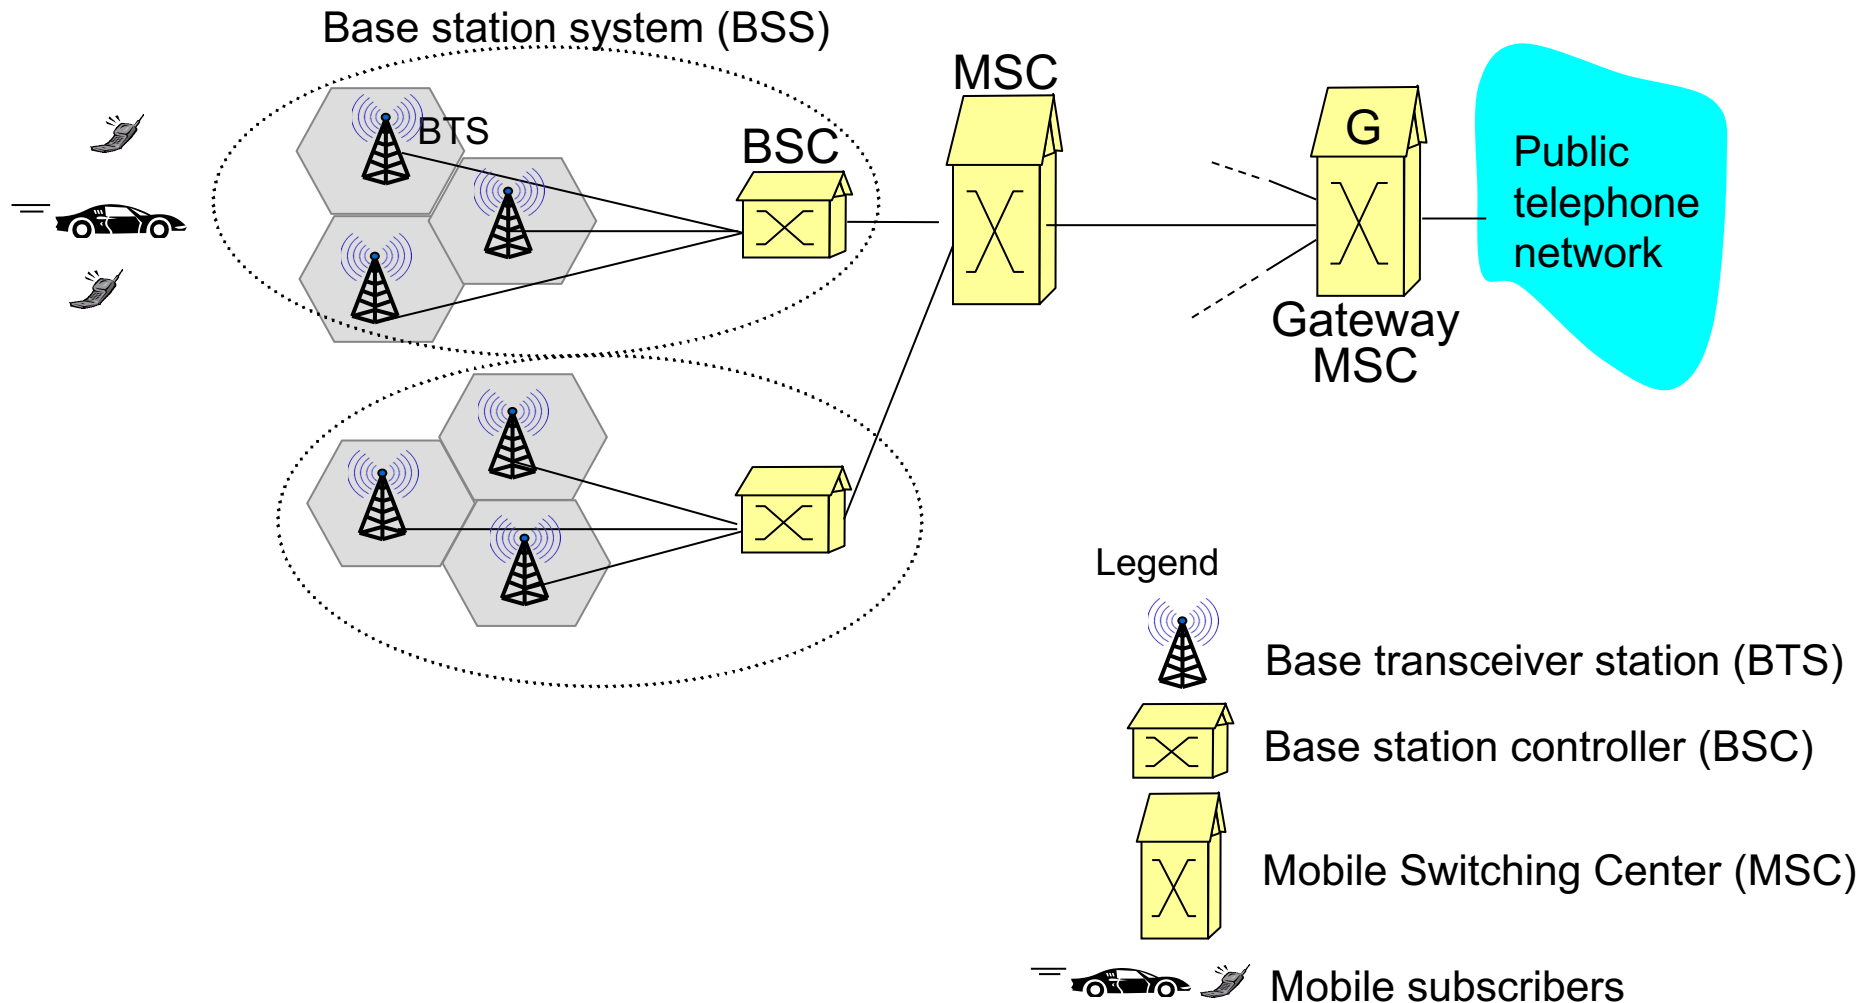 Base station system (BSS)
MSC
BTS
BSC
G
Public
telephone
network
Gateway
MSC
Legend
Base transceiver station (BTS)
Base station controller (BSC)
Mobile Switching Center (MSC)
Mobile subscribers